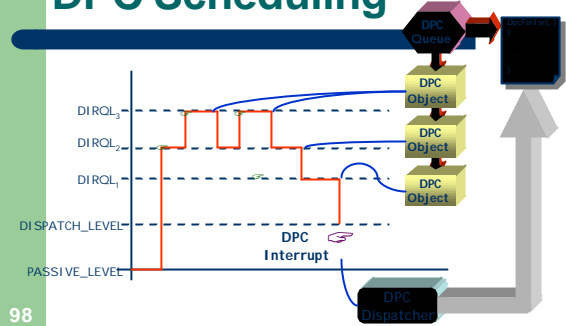 DPC Scheduling
DPC
Queue
DPC
Object
DIRQL3
DPC
Object
DIRQL2
DIRQL1
DPC
Object
DISPATCH_LEVEL
DPC
Interrupt
PASSIVE_LEVEL
DPC
Dispatcher
98